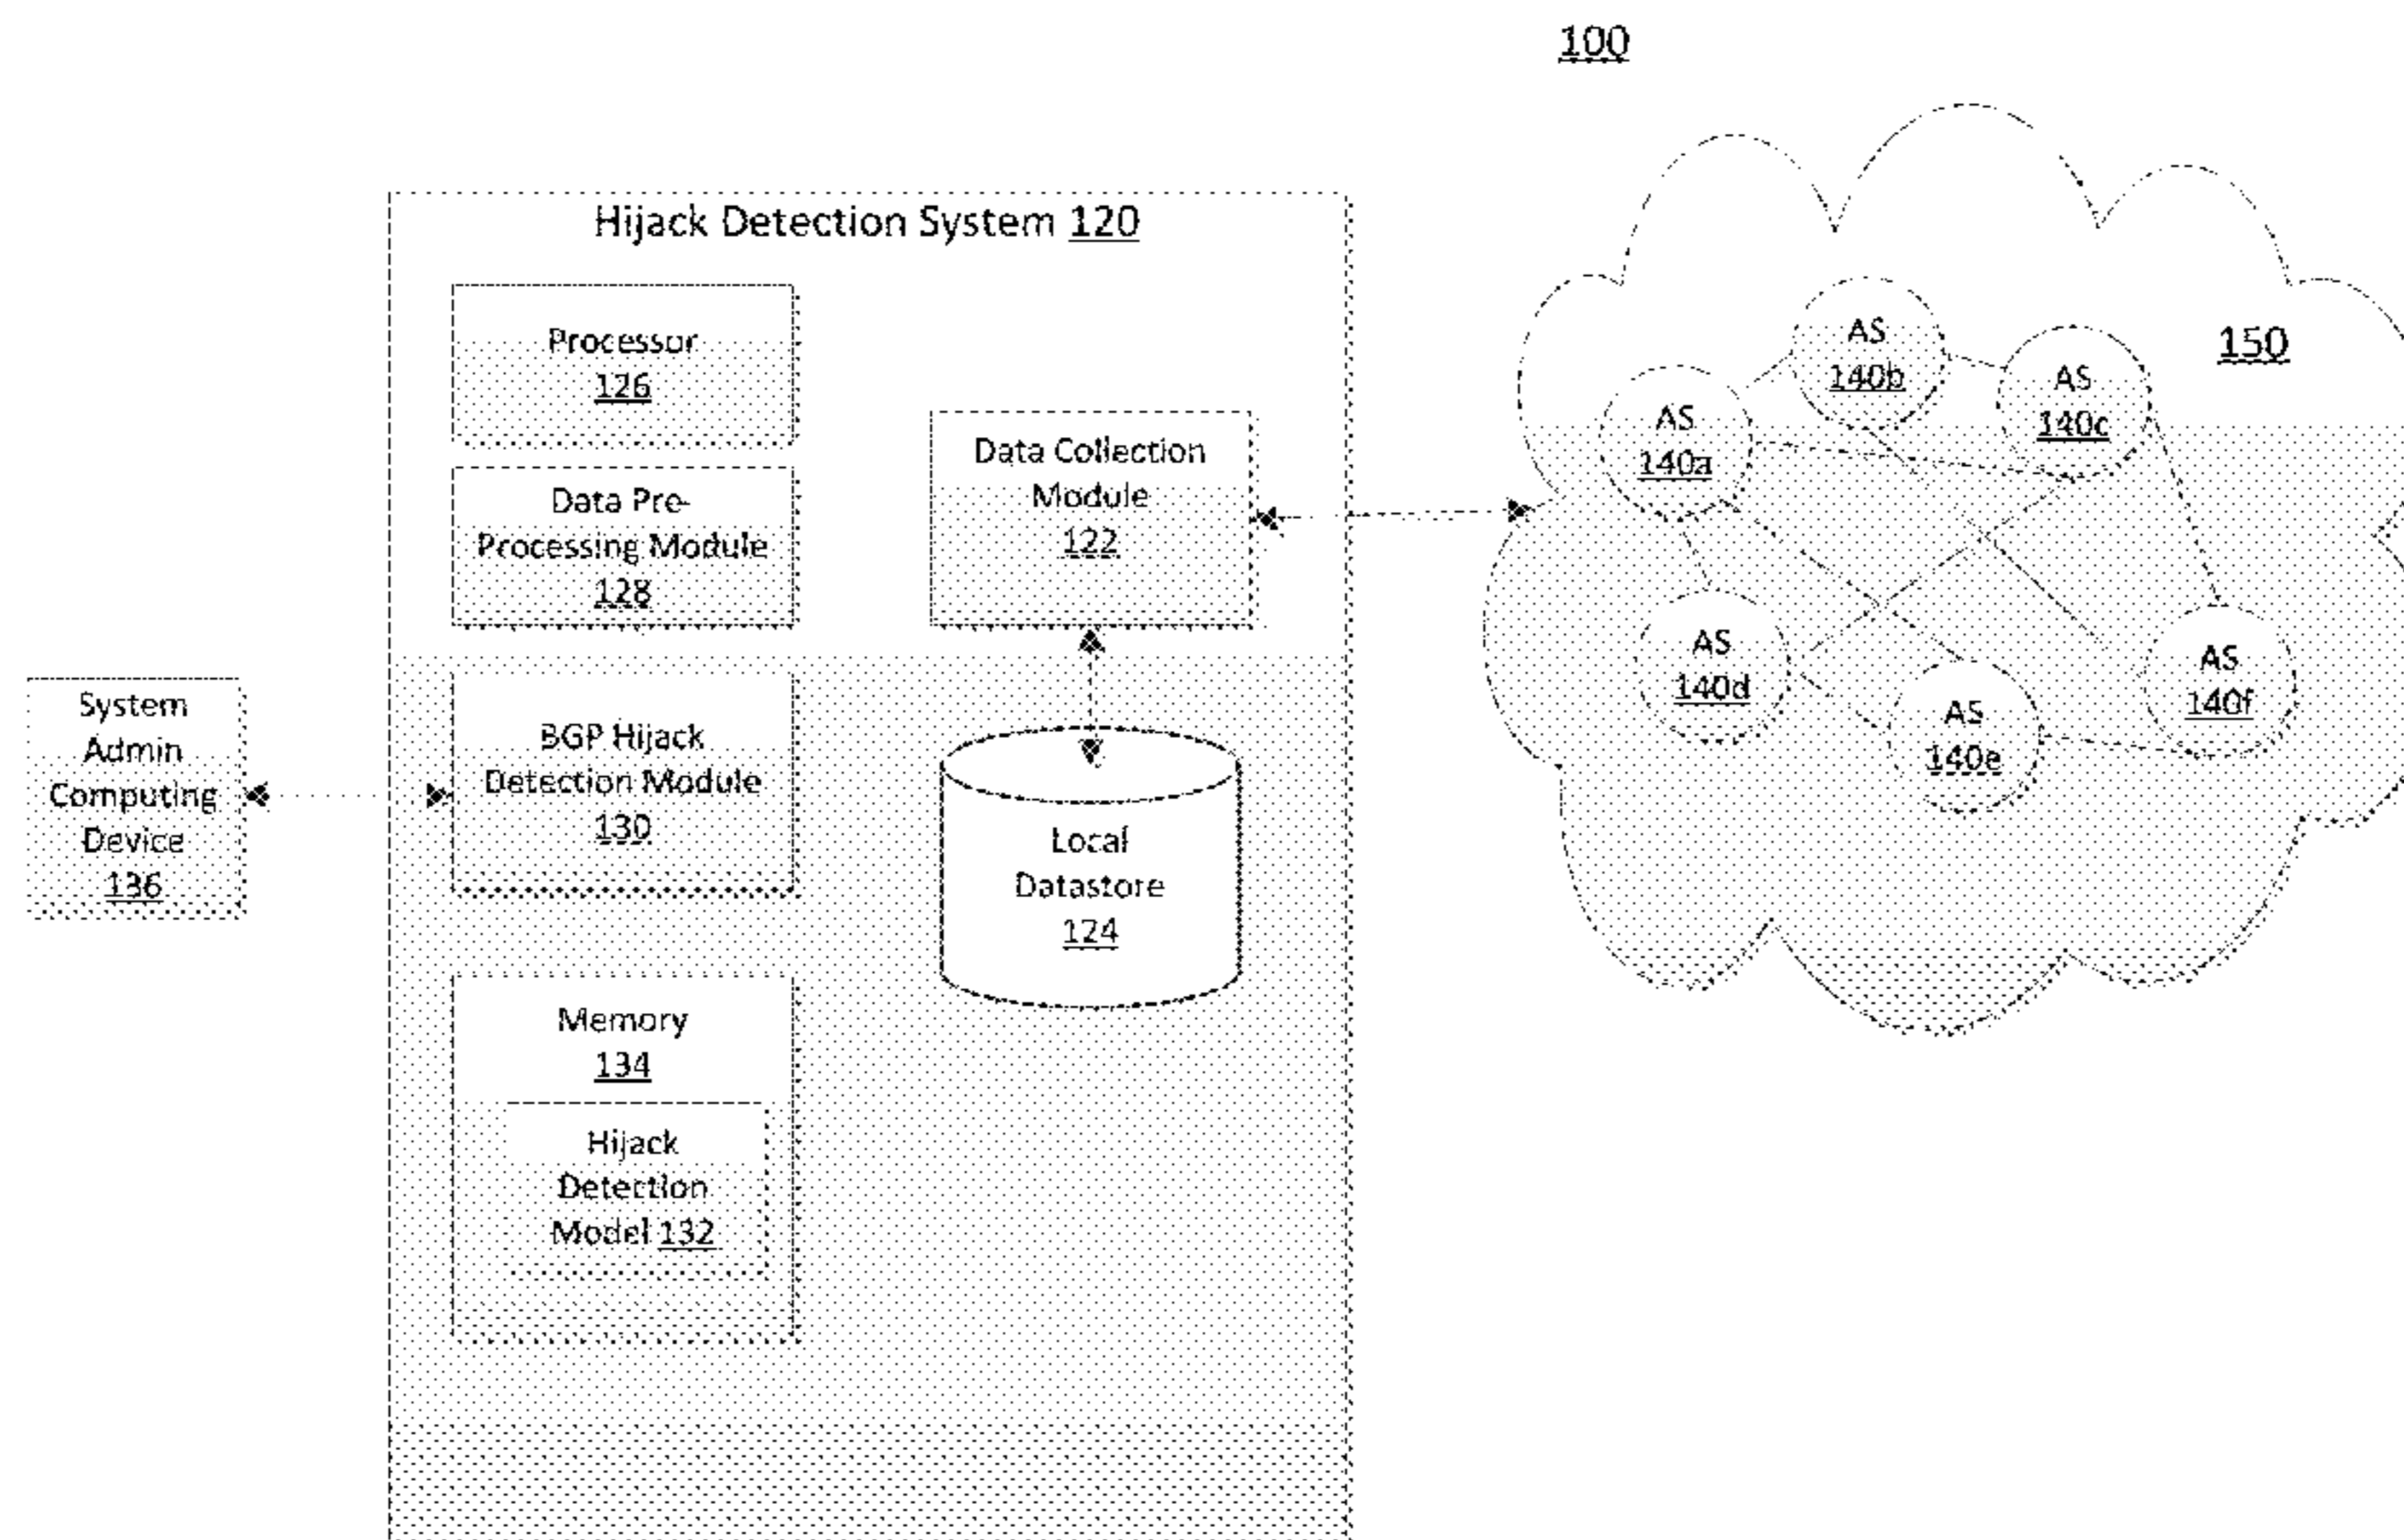 100
Hijack Detection System 120
Processor
126
Data Pre-
Processing Module
128
BGP Hijack
Detection Module
130
Memory
134
Hijack
Detection
Model 132
Data Collection
Module
122
Local
Datastore
124
System
Admin
Computing
Device
136
150
AS
140a
AS
140b
AS
140c
AS
140d
AS
140e
AS
140f